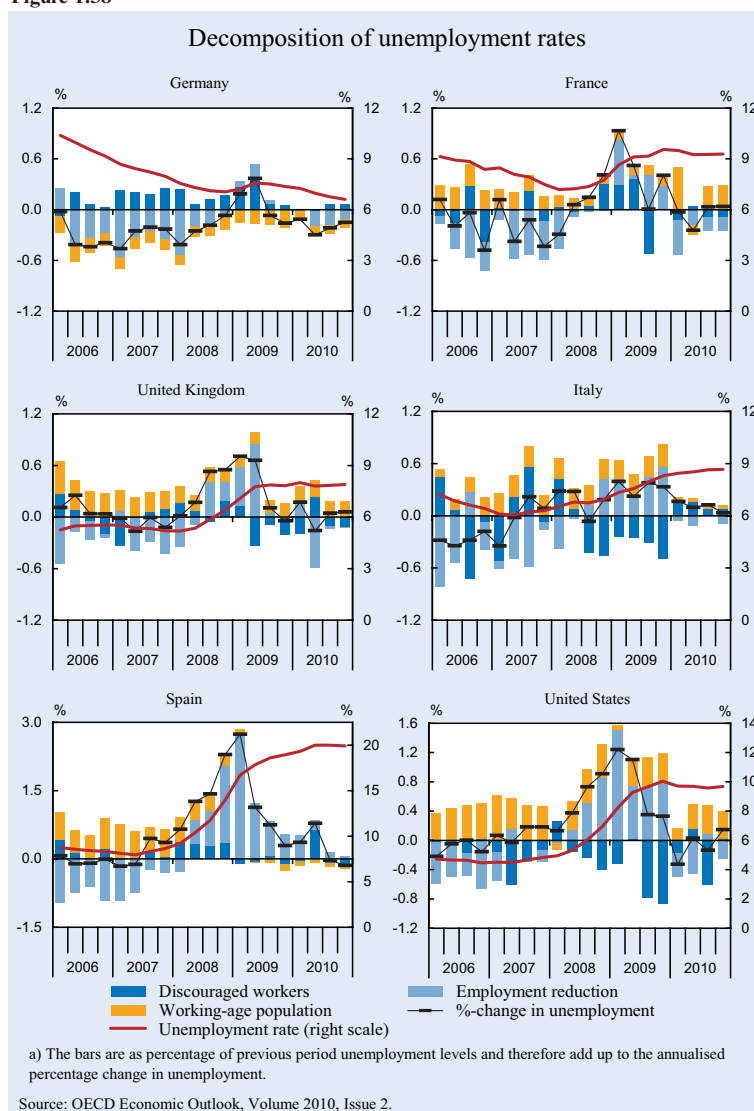 Figure
Decomposition of unemployment rates
Germany
% %
1.2 12
0.6 9
0.0 6
-0.6 3
-1.2 0
2006 2007 2008 2009 2010
France
% %
1.2 12
0.6 9
0.0 6
-0.6 3
-1.2 0
2006 2007 2008 2009 2010
United Kingdom
% %
1.2 12
0.6 9
0.0 6
-0.6 3
-1.2 0
2006 2007 2008 2009 2010
Italy
% %
1.2 12
0.6 9
0.0 6
-0.6 3
-1.2 0
2006 2007 2008 2009 2010
Spain
% %
3.0
20
1.5
0.0
-1.5 0
2006 2007 2008 2009 2010
United States
% %
1.6 14
1.2 12
0.8 10
0.4 8
0.0 6
-0.4 4
-0.8 2
-1.2 0
2006 2007 2008 2009 2010
Discouraged workers
Employment reduction
Working-age population
%-change in unemployment
Unemployment rate (right scale)
a) The bars are as percentage of previous period unemployment levels and therefore add up to the annualised
percentage change in unemployment.
Source: OECD Economic Outlook, Volume 2010, Issue 2.